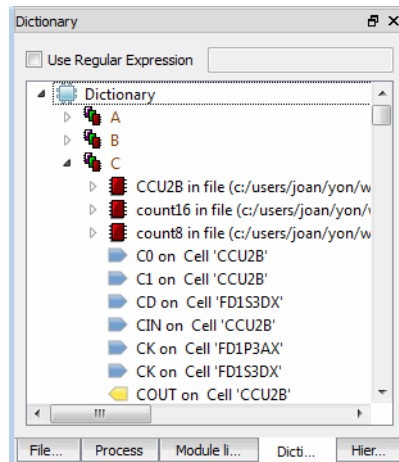 Dictionary
Use Regular Expression
Dictionary
A
B
C
CCU2B in file (c:/users/joan/yon/w
count16 in file (c:/users/joan/yon/
count8 in file (c:/users/joan/yon/w
C0 on Cell 'CCU2B'
C1 on Cell 'CCU2B'
CD on Cell 'FD1S3DX'
CIN on Cell 'CCU2B'
CK on Cell 'FD1P3AX'
CK on Cell 'FD1S3DX'
COUT on Cell 'CCU2B'
File... Process Module li... Dicti... Hier...